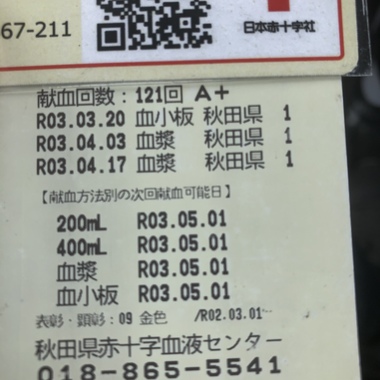 67-211
日本赤十字社
献血回数：121回 A+
R03.03.20 血小板 秋田県 1
R03.04.03 血漿 秋田県 1
R03.04.17 血漿 秋田県 1
【献血方法別の次回献血可能日】
200mL R03.05.01
400mL R03.05.01
血漿 R03.05.01
血小板 R03.05.01
表彰・顕彰：09 金色 /R02.03.01
秋田県赤十字血液センター
018-865-5541